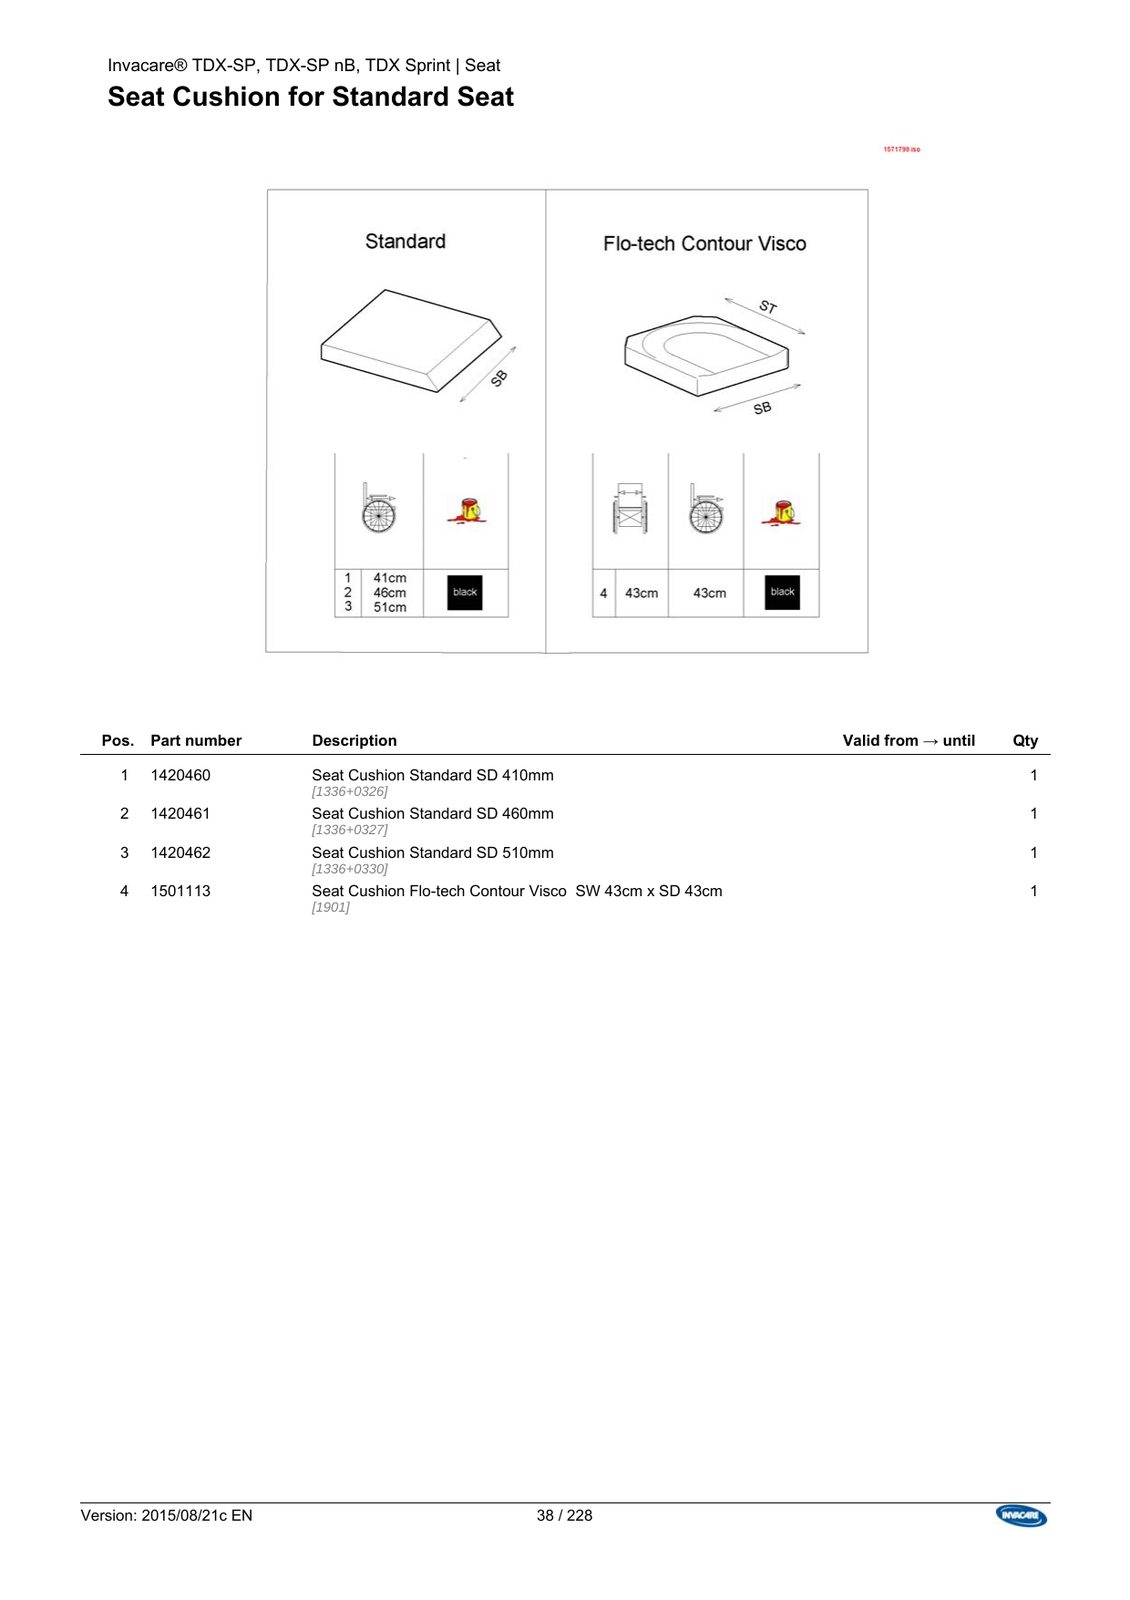 Invacare® TDX-SP, TDX-SP nB, TDX Sprint | Seat
Seat Cushion for Standard Seat
1571798.iso
Standard
Flo-tech Contour Visco
SB
ST
SB
1 41cm
2 46cm
3 51cm
black
4 43cm 43cm
black
Pos. Part number Description Valid from → until Qty
1 1420460 Seat Cushion Standard SD 410mm 1
[1336+0326]
2 1420461 Seat Cushion Standard SD 460mm 1
[1336+0327]
3 1420462 Seat Cushion Standard SD 510mm 1
[1336+0330]
4 1501113 Seat Cushion Flo-tech Contour Visco SW 43cm x SD 43cm 1
[1901]
Version: 2015/08/21c EN 38 / 228
INVACARE